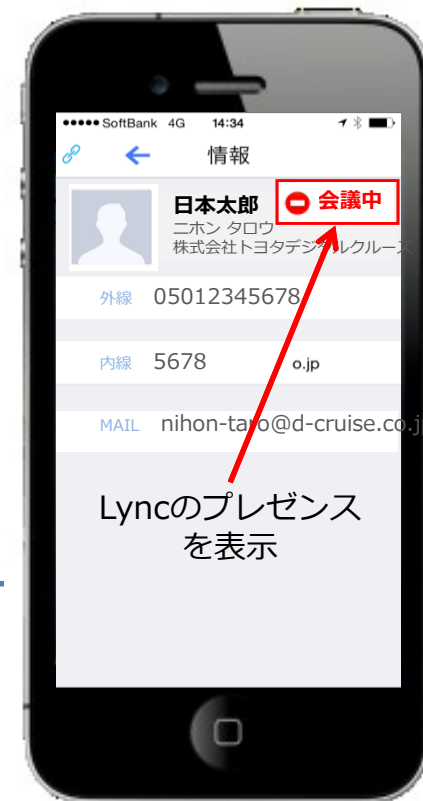 SoftBank 4G 14:34
情報
日本太郎 会議中
ニホン タロウ
株式会社トヨタデジタルクルーズ
外線 05012345678
内線 5678 o.jp
MAIL nihon-taro@d-cruise.co.jp
Lyncのプレゼンス
を表示